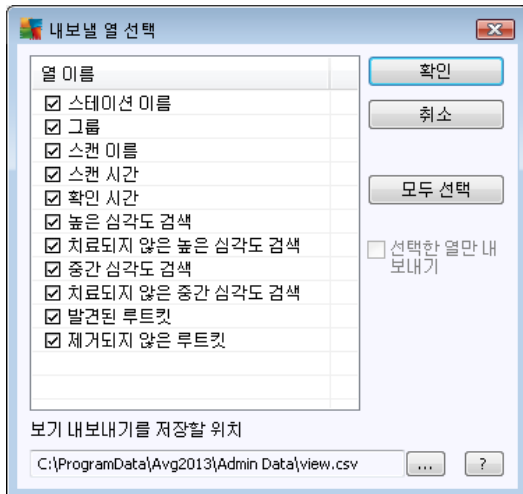 내보낼 열 선택
열 이름
스테이션 이름
그룹
스캔 이름
스캔 시간
확인 시간
높은 심각도 검색
치료되지 않은 높은 심각도 검색
중간 심각도 검색
치료되지 않은 중간 심각도 검색
발견된 루트킷
제거되지 않은 루트킷
확인
취소
모두 선택
선택한 열만 내
보내기
보기 내보내기를 저장할 위치
C:\ProgramData\Avg2013\Admin Data\view.csv
...
?